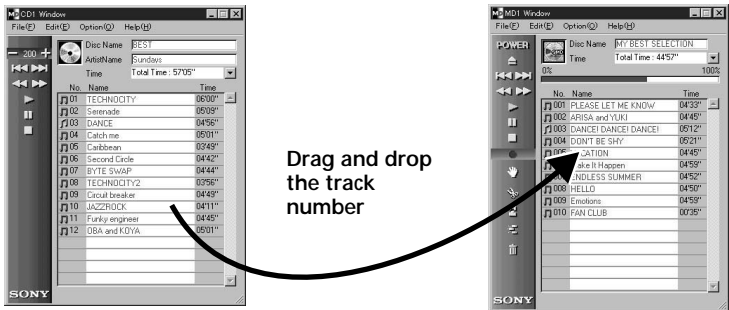 CD1 Window
File(F) Edit(E) Option(O) Help(H)
200
Disc Name BEST
ArtistName Sundays
Time Total Time : 57'05"
No. Name Time
01 TECHNOCITY 06'00"
02 Serenade 05'09"
03 DANCE 04'56"
04 Catch me 05'01"
05 Caribbean 03'49"
06 Second Circle 04'42"
07 BYTE SWAP 04'44"
08 TECHNOCITY2 03'56"
09 Circuit breaker 04'49"
10 JAZZROCK 04'11"
11 Funky engineer 04'45"
12 OBA and KOYA 05'01"
SONY
Drag and drop
the track
number
MD1 Window
File(F) Edit(E) Option(O) Help(H)
POWER
Disc Name MY BEST SELECTION
Time Total Time : 44'57"
0% 100%
No. Name Time
001 PLEASE LET ME KNOW 04'33"
002 ARISA and YUKI 04'45"
003 DANCE! DANCE! DANCE! 05'12"
004 DON'T BE SHY 05'21"
005 04'45"
It Happen 04'59"
ENDLESS SUMMER 04'52"
008 HELLO 04'50"
009 Emotions 04'59"
010 FAN CLUB 00'35"
SONY